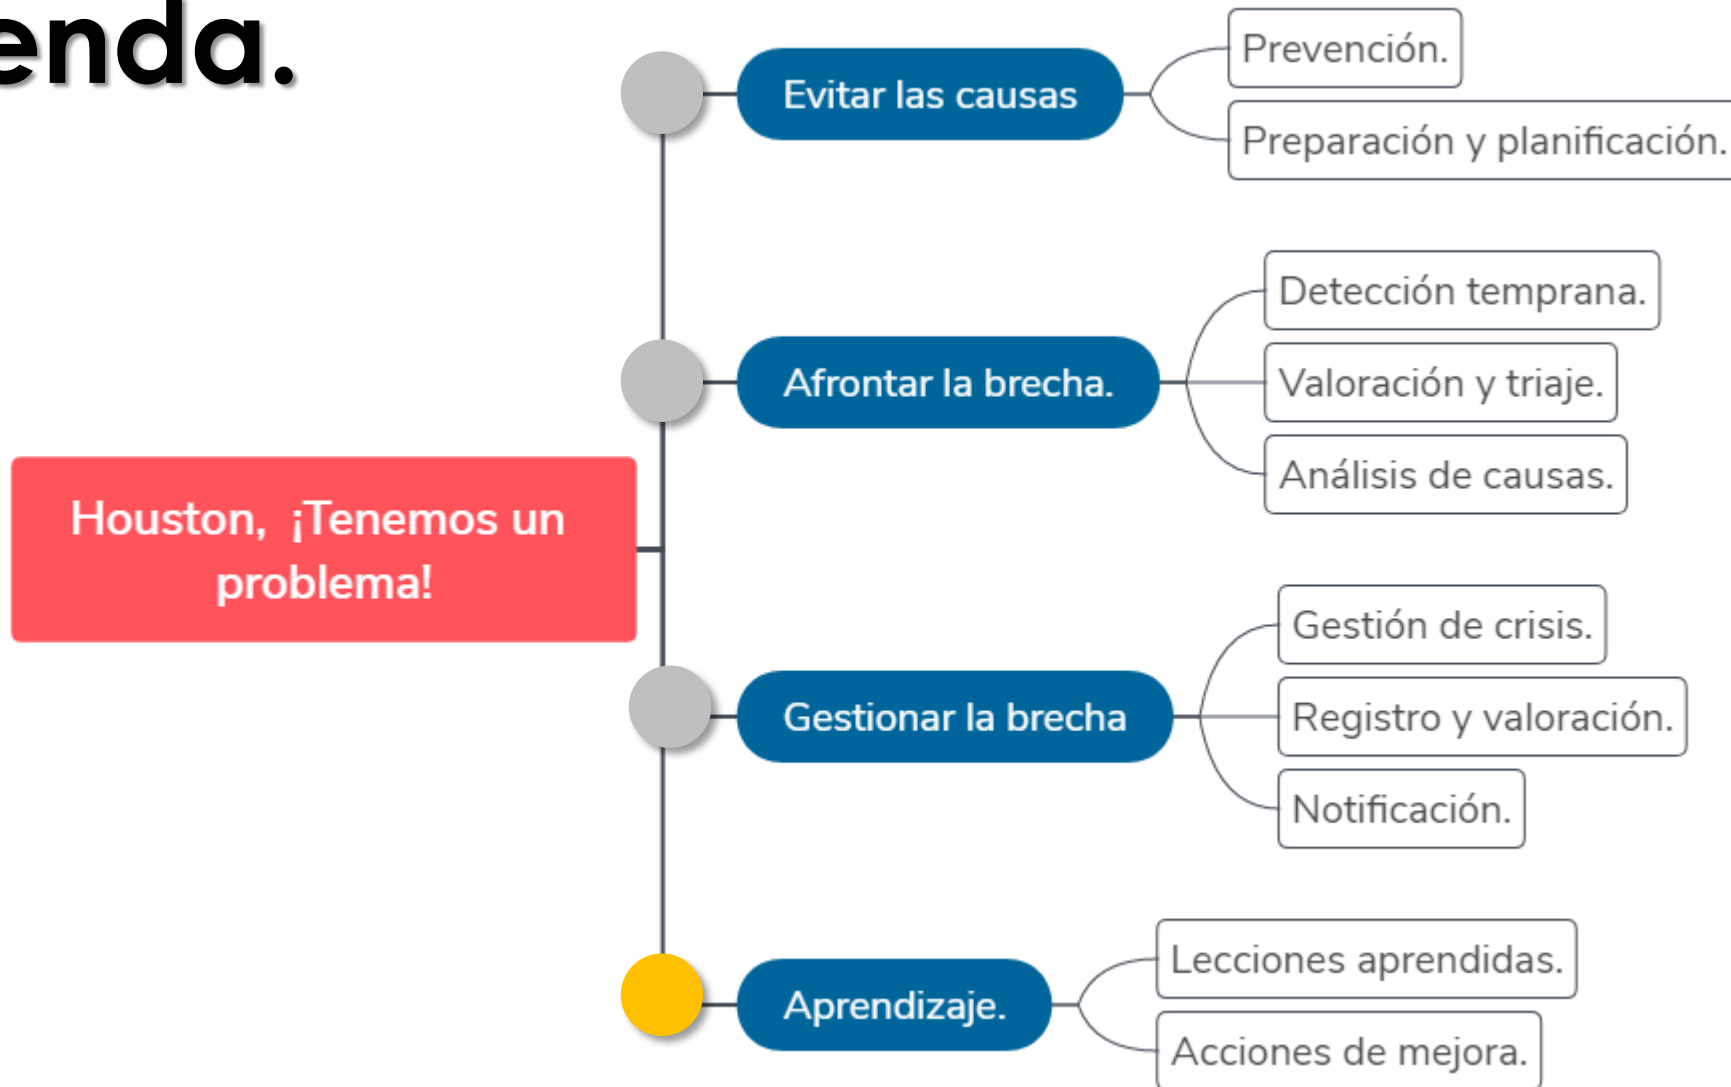 enda.
Evitar las causas
Prevención.
Preparación y planificación.
Afrontar la brecha.
Detección temprana.
Valoración y triaje.
Análisis de causas.
Houston, ¡Tenemos un
problema!
Gestionar la brecha
Gestión de crisis.
Registro y valoración.
Notificación.
Aprendizaje.
Lecciones aprendidas.
Acciones de mejora.